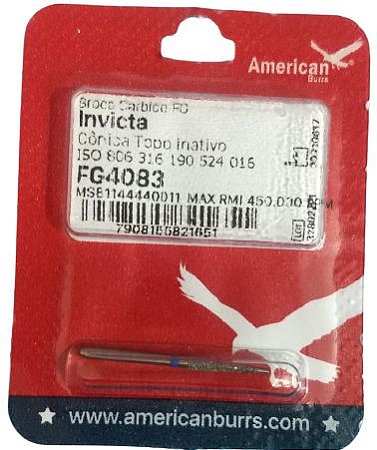 American
Burrs
Broca Carbide FG
Invicta
Cônica Topo Inativo
ISO 806 316 190 524 016
FG4083
MS81144440011 MAX RMI 450.000 RPM
7908156821651
LOT
www.americanburrs.com